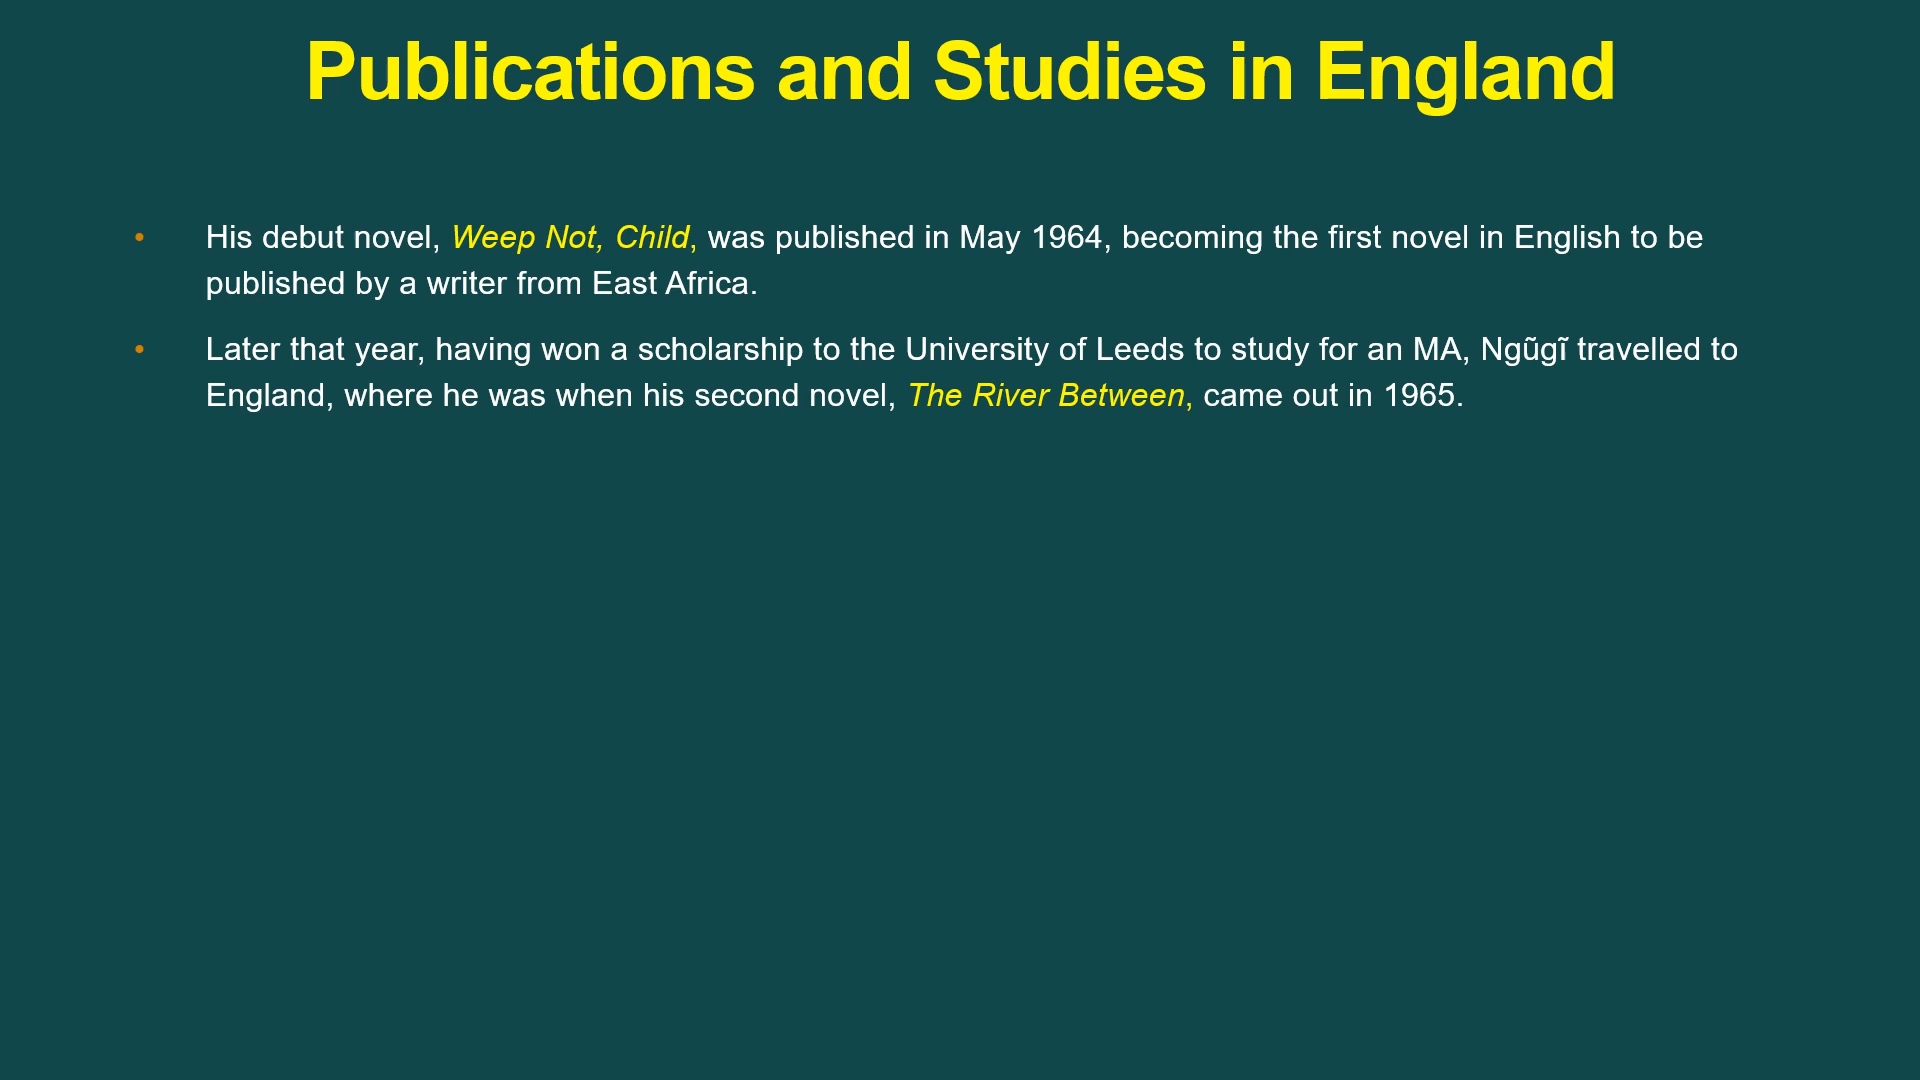 Publications and Studies in England
• His debut novel, Weep Not, Child, was published in May 1964, becoming the first novel in English to be
published by a writer from East Africa.
• Later that year, having won a scholarship to the University of Leeds to study for an MA, Ngũgĩ travelled to
England, where he was when his second novel, The River Between, came out in 1965.